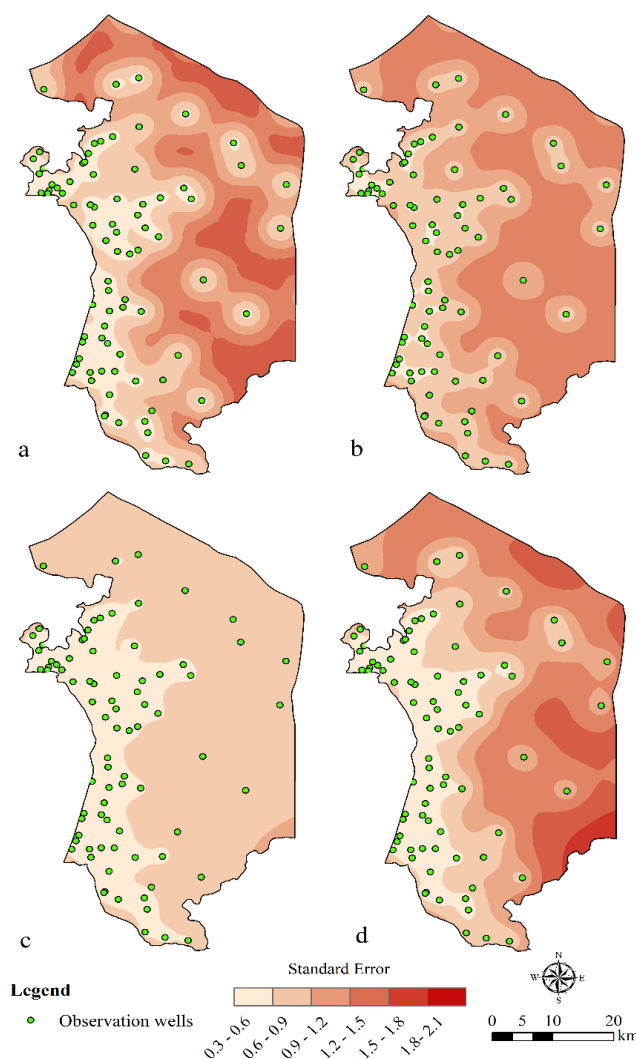 a
b
c
d
Standard Error
Legend
Observation wells
0.3 - 0.6
0.6 - 0.9
0.9 - 1.2
1.2 - 1.5
1.5 - 1.8
1.8- 2.1
N
W
E
S
0
5
10
20
km